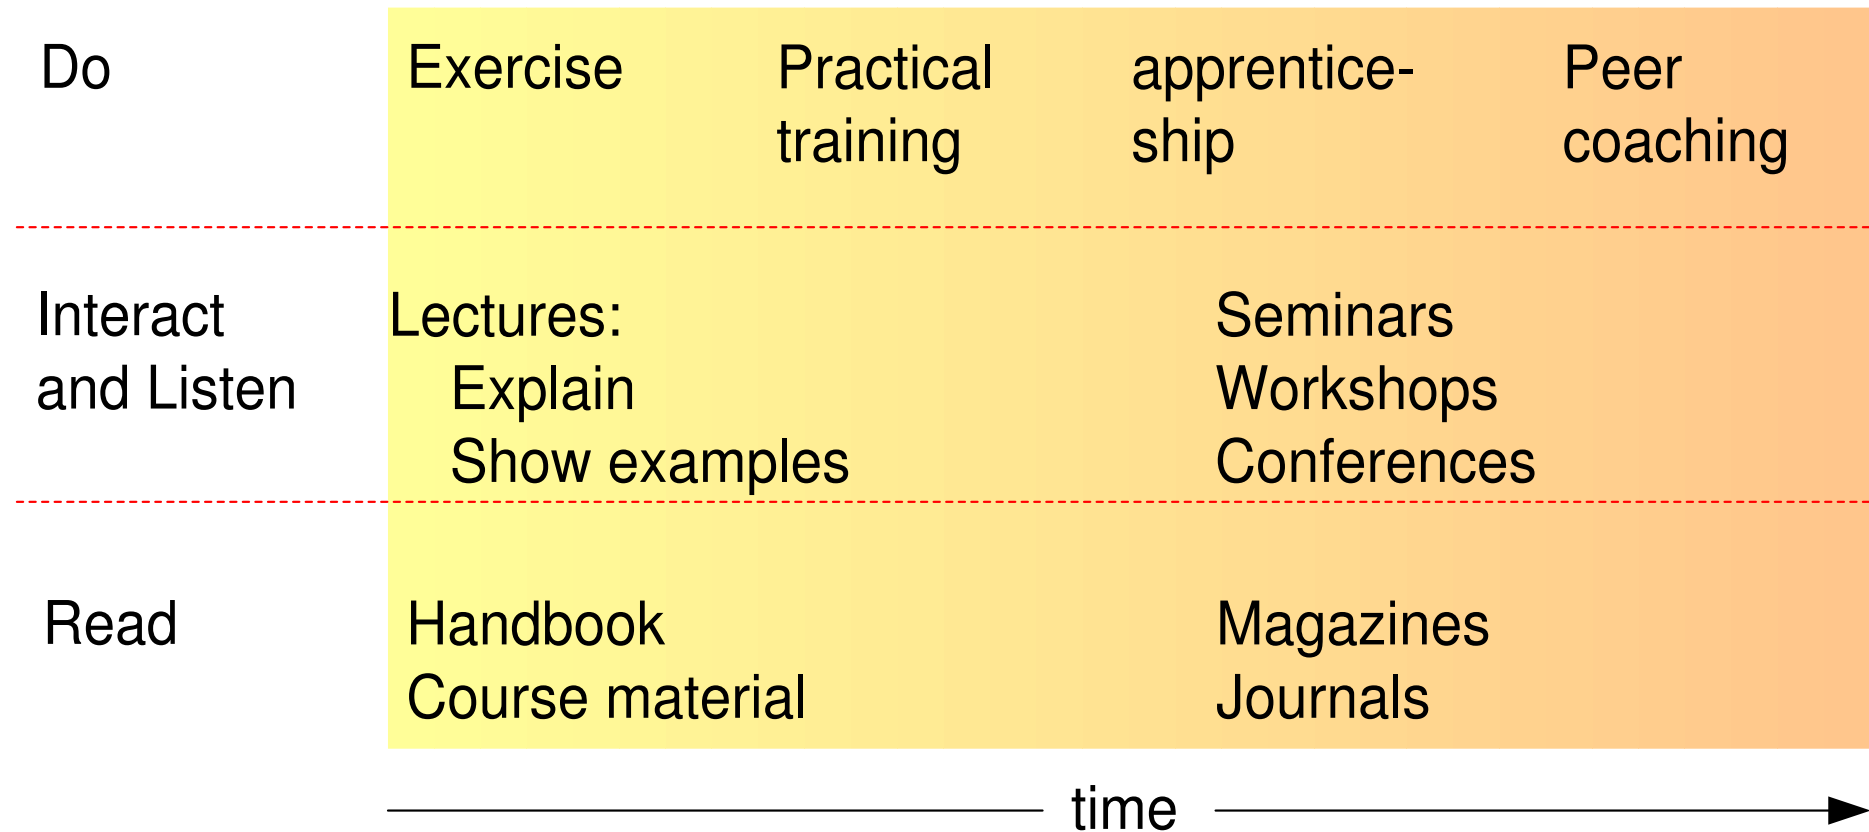 Do Exercise Practical apprentice- Peer
training ship coaching
Interact Lectures: Seminars
and Listen Explain Workshops
Show examples Conferences
Read Handbook Magazines
Course material Journals
time